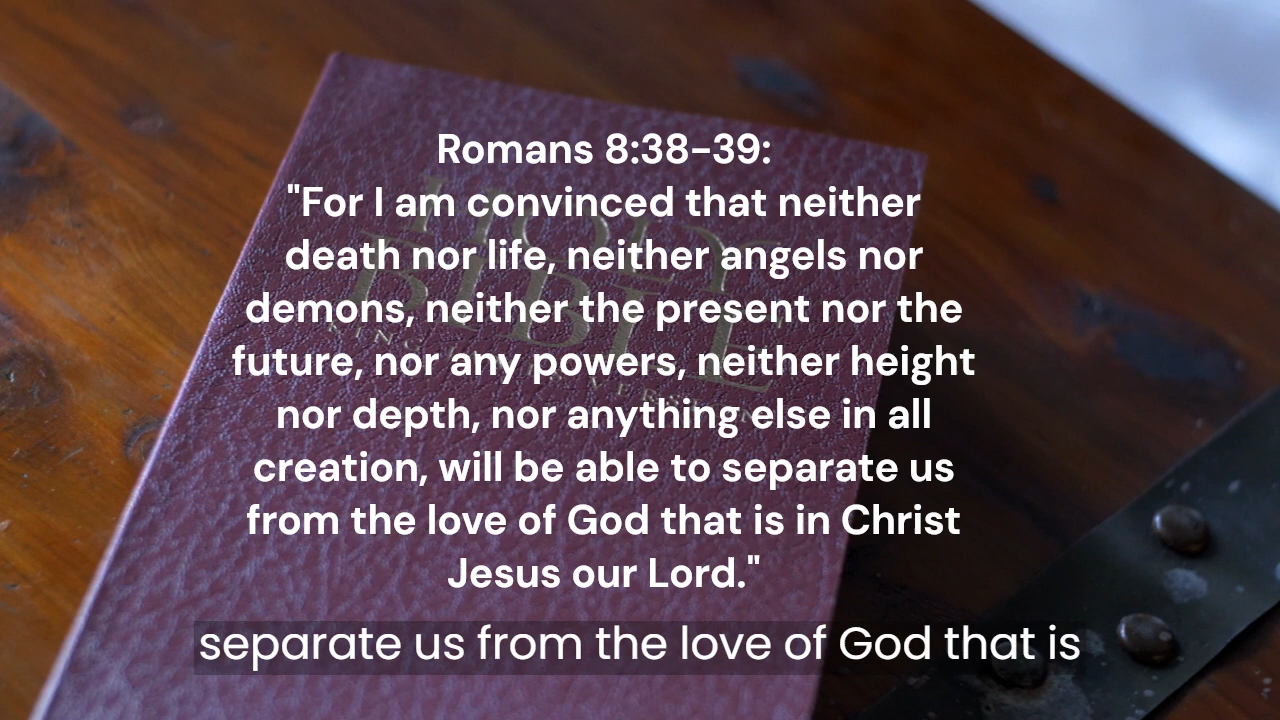 Romans 8:38-39:
"For I am convinced that neither
death nor life, neither angels nor
demons, neither the present nor the
future, nor any powers, neither height
nor depth, nor anything else in all
creation, will be able to separate us
from the love of God that is in Christ
Jesus our Lord."
separate us from the love of God that is
HOLY
BIBLE